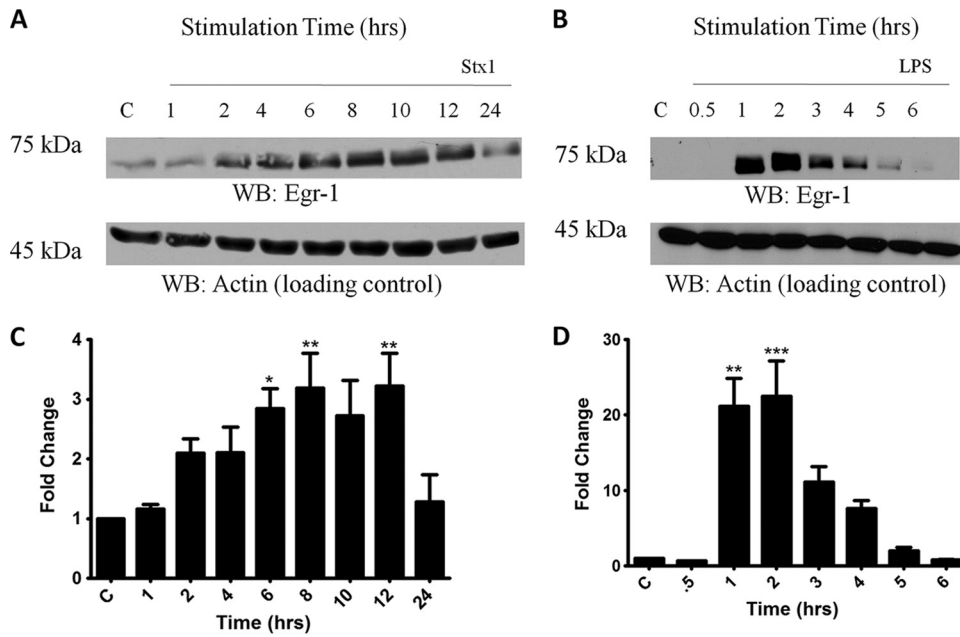 A
Stimulation Time (hrs)
Stx1
C 1 2 4 6 8 10 12 24
75 kDa
WB: Egr-1
45 kDa
WB: Actin (loading control)
B
Stimulation Time (hrs)
LPS
C 0.5 1 2 3 4 5 6
75 kDa
WB: Egr-1
45 kDa
WB: Actin (loading control)
C
4
3
2
1
0
Fold Change
* ** **
C 1 2 4 6 8 10 12 24
Time (hrs)
D
30
20
10
0
Fold Change
** ***
C .5 1 2 3 4 5 6
Time (hrs)